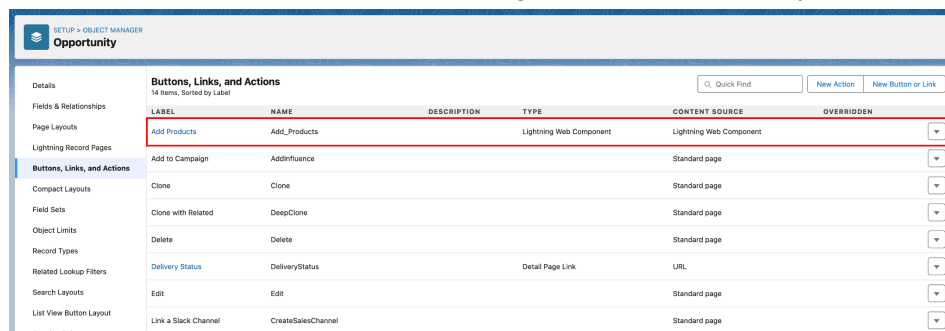 SETUP > OBJECT MANAGER
Opportunity
Details
Fields & Relationships
Page Layouts
Lightning Record Pages
Buttons, Links, and Actions
Compact Layouts
Field Sets
Object Limits
Record Types
Related Lookup Filters
Search Layouts
List View Button Layout
Buttons, Links, and Actions
14 Items, Sorted by Label
Quick Find
New Action
New Button or Link
LABEL NAME DESCRIPTION TYPE CONTENT SOURCE OVERRIDDEN
Add Products Add_Products Lightning Web Component Lightning Web Component
Add to Campaign AddInfluence Standard page
Clone Clone Standard page
Clone with Related DeepClone Standard page
Delete Delete Standard page
Delivery Status DeliveryStatus Detail Page Link URL
Edit Edit Standard page
Link a Slack Channel CreateSalesChannel Standard page